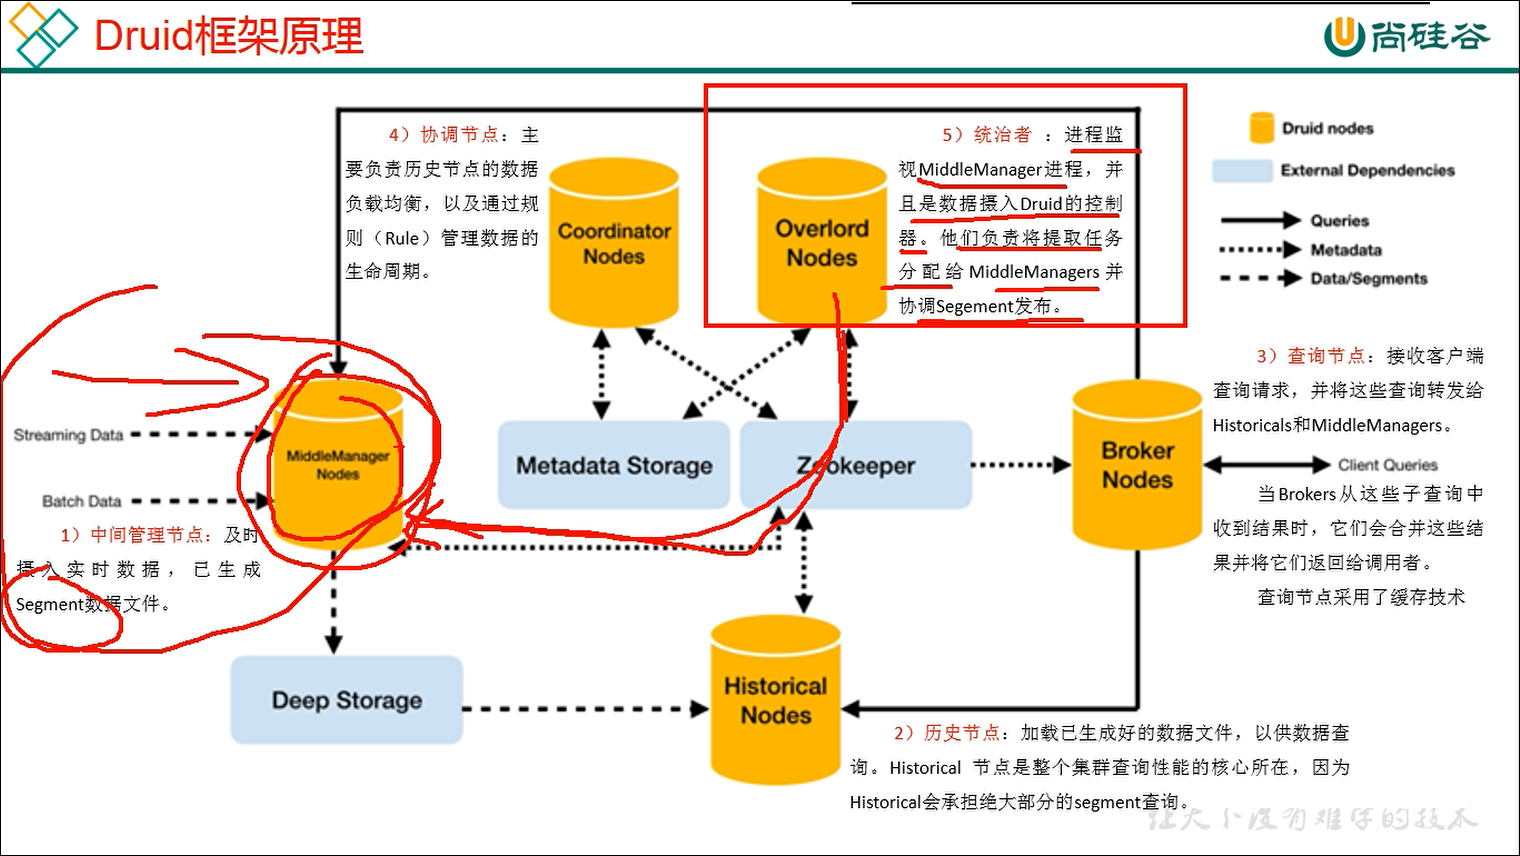 Druid框架原理
尚硅谷
4）协调节点：主
要负责历史节点的数据
负载均衡，以及通过规
则（Rule）管理数据的
生命周期。
Coordinator
Nodes
Overlord
Nodes
5）统治者 ：进程监
视MiddleManager进程，并
且是数据摄入Druid的控制
器。他们负责将提取任务
分配给MiddleManagers并
协调Segement发布。
Druid nodes
External Dependencies
Queries
Metadata
Data/Segments
3）查询节点：接收客户端
查询请求，并将这些查询转发给
Historicals和MiddleManagers。
Streaming Data
Batch Data
MiddleManager
Nodes
Metadata Storage
Zookeeper
Broker
Nodes
Client Queries
当Brokers从这些子查询中
收到结果时，它们会合并这些结
果并将它们返回给调用者。
查询节点采用了缓存技术
1）中间管理节点：及时
摄入实时数据，已生成
Segment数据文件。
Deep Storage
Historical
Nodes
2）历史节点：加载已生成好的数据文件，以供数据查
询。Historical 节点是整个集群查询性能的核心所在，因为
Historical会承担绝大部分的segment查询。
让天下没有难学的技术